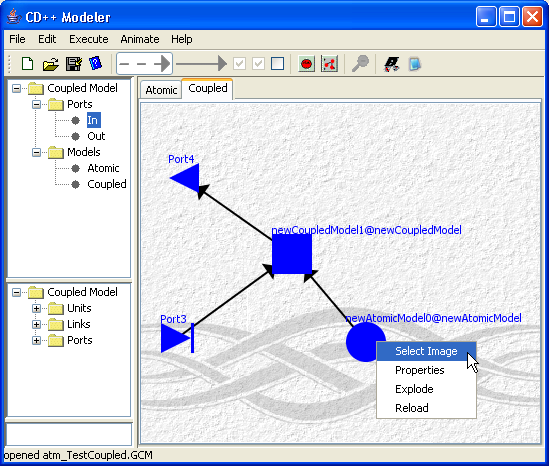 CD++ Modeler
File Edit Execute Animate Help
Coupled Model
Ports
In
Out
Models
Atomic
Coupled
Coupled Model
Units
Links
Ports
Atomic Coupled
Port4
newCoupledModel1@newCoupledModel
Port3
newAtomicModel0@newAtomicModel
Select Image
Properties
Explode
Reload
opened atm_TestCoupled.GCM